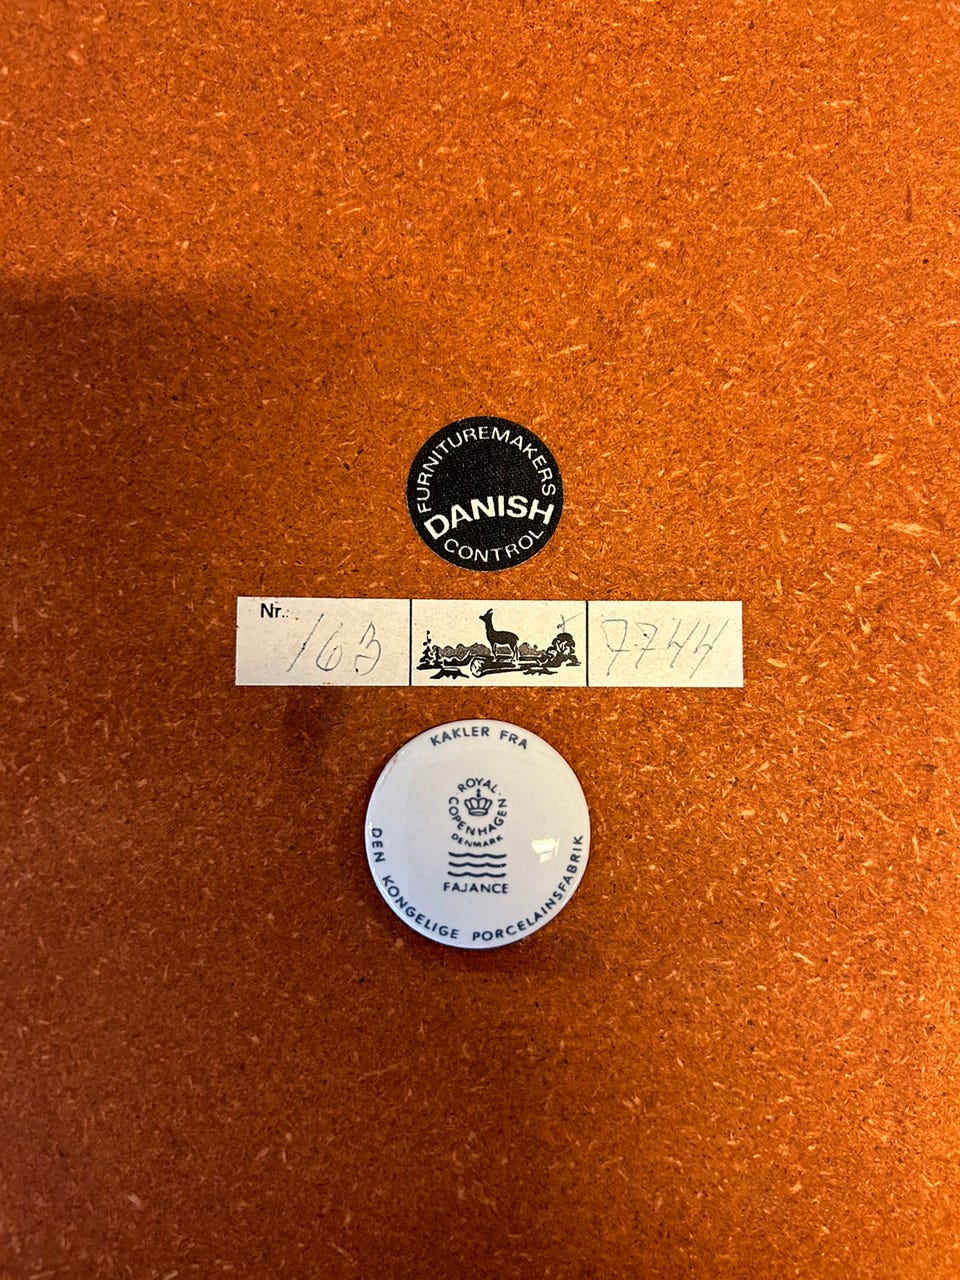 FURNITUREMAKERS
DANISH
CONTROL
Nr.: 163
7744
KAKLER FRA
ROYAL
COPENHAGEN
DENMARK
FAJANCE
DEN KONGELIGE PORCELAINSFABRIK